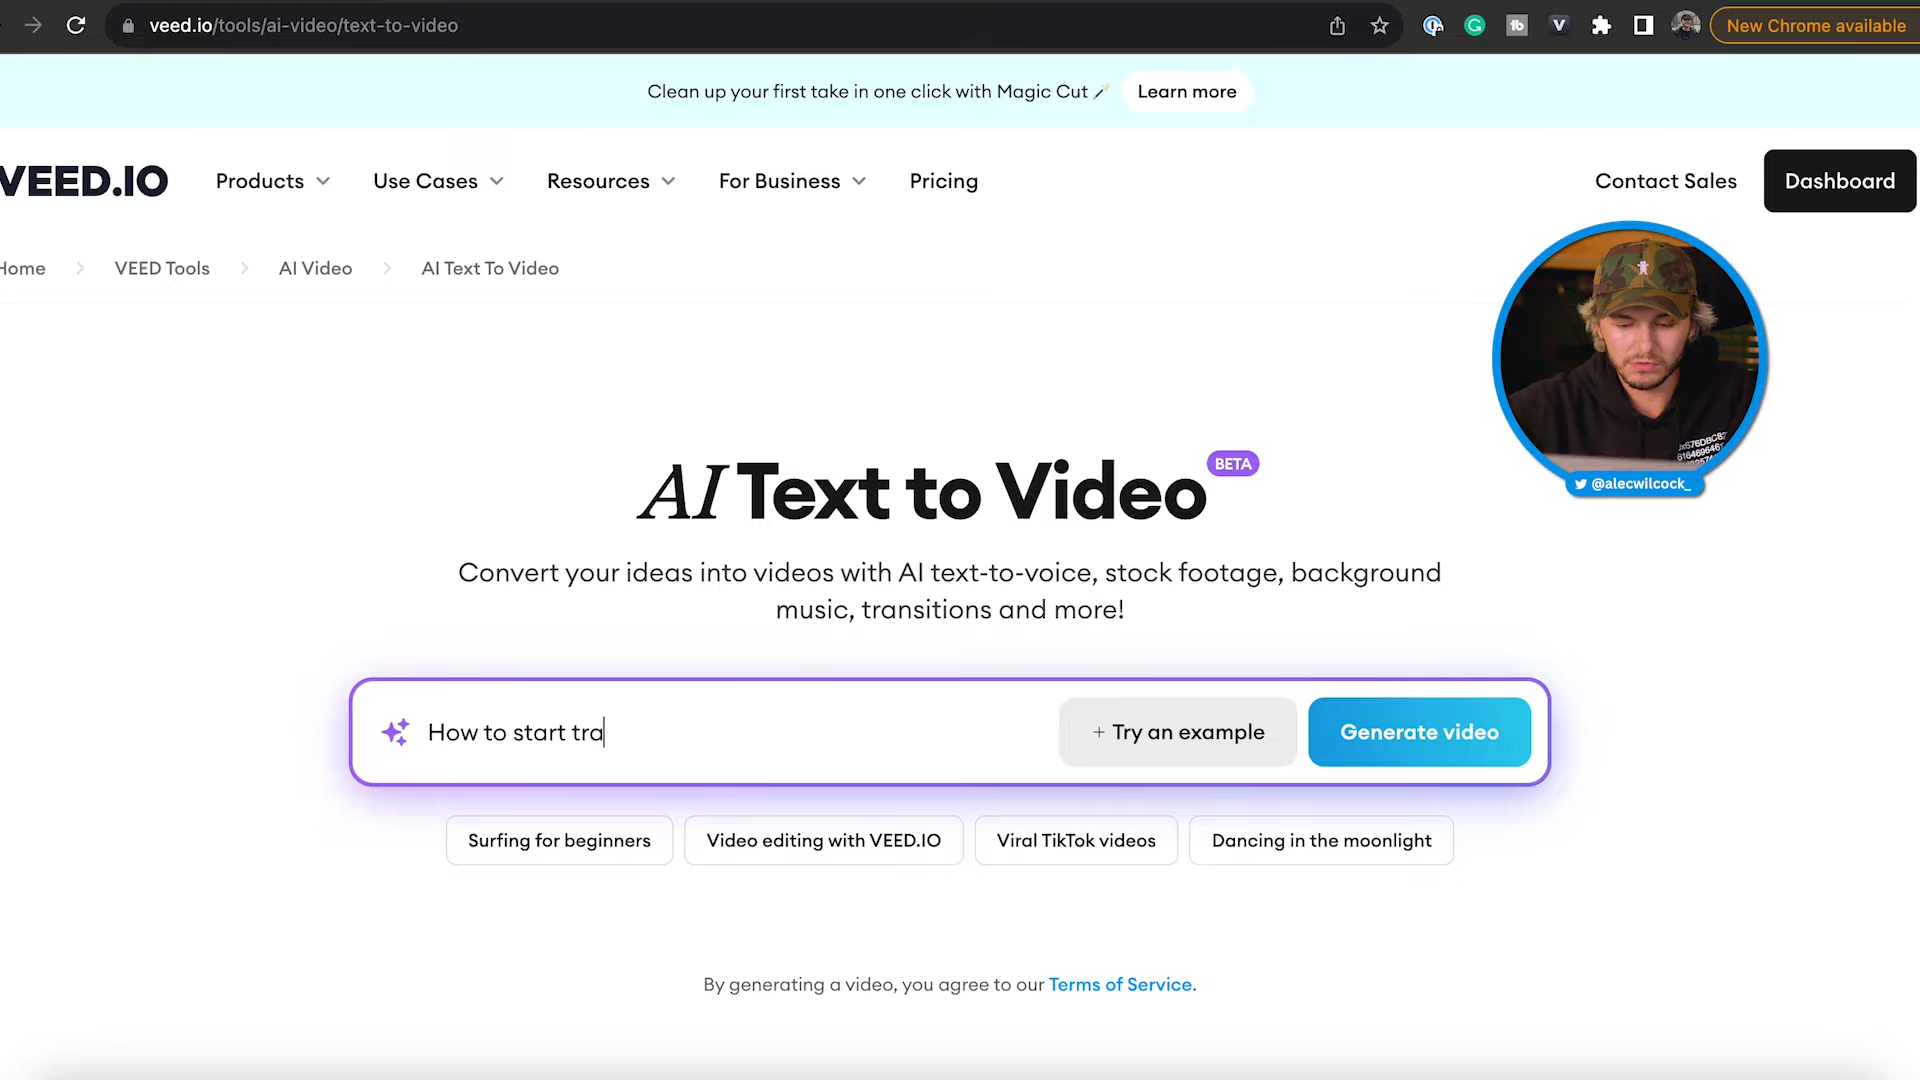 veed.io/tools/ai-video/text-to-video
New Chrome available
Clean up your first take in one click with Magic Cut
Learn more
VEED.IO
Products
Use Cases
Resources
For Business
Pricing
Contact Sales
Dashboard
Home
VEED Tools
AI Video
AI Text To Video
@alecwilcock_
AI Text to Video
BETA
Convert your ideas into videos with AI text-to-voice, stock footage, background
music, transitions and more!
How to start tra
+ Try an example
Generate video
Surfing for beginners
Video editing with VEED.IO
Viral TikTok videos
Dancing in the moonlight
By generating a video, you agree to our Terms of Service.